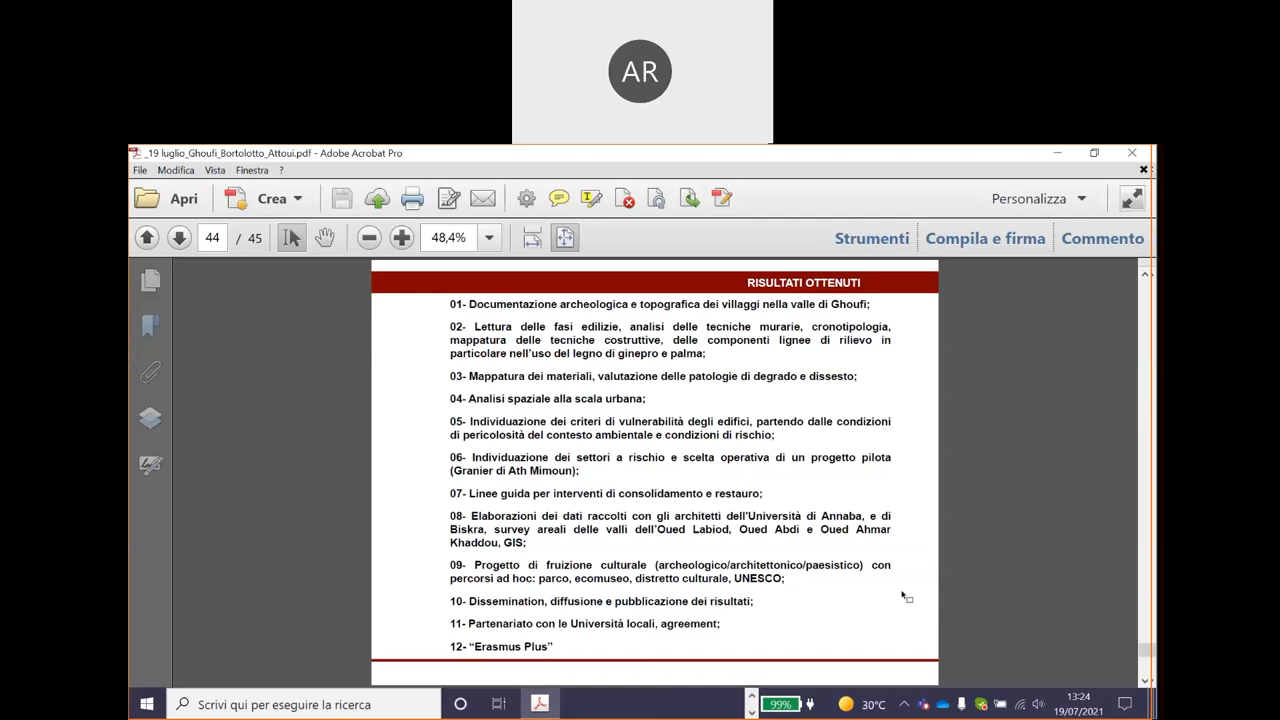 AR
_19 luglio_Ghoufi_Bortolotto_Attoui.pdf - Adobe Acrobat Pro
File Modifica Vista Finestra ?
Apri Crea Personalizza
44 / 45 48,4% Strumenti Compila e firma Commento
RISULTATI OTTENUTI
01- Documentazione archeologica e topografica dei villaggi nella valle di Ghoufi;
02- Lettura delle fasi edilizie, analisi delle tecniche murarie, cronotipologia,
mappatura delle tecniche costruttive, delle componenti lignee di rilievo in
particolare nell'uso del legno di ginepro e palma;
03- Mappatura dei materiali, valutazione delle patologie di degrado e dissesto;
04- Analisi spaziale alla scala urbana;
05- Individuazione dei criteri di vulnerabilità degli edifici, partendo dalle condizioni
di pericolosità del contesto ambientale e condizioni di rischio;
06- Individuazione dei settori a rischio e scelta operativa di un progetto pilota
(Granier di Ath Mimoun);
07- Linee guida per interventi di consolidamento e restauro;
08- Elaborazioni dei dati raccolti con gli architetti dell'Università di Annaba, e di
Biskra, survey areali delle valli dell'Oued Labiod, Oued Abdi e Oued Ahmar
Khaddou, GIS;
09- Progetto di fruizione culturale (archeologico/architettonico/paesistico) con
percorsi ad hoc: parco, ecomuseo, distretto culturale, UNESCO;
10- Dissemination, diffusione e pubblicazione dei risultati;
11- Partenariato con le Università locali, agreement;
12- “Erasmus Plus”
Scrivi qui per eseguire la ricerca
99% 30°C
13:24
19/07/2021